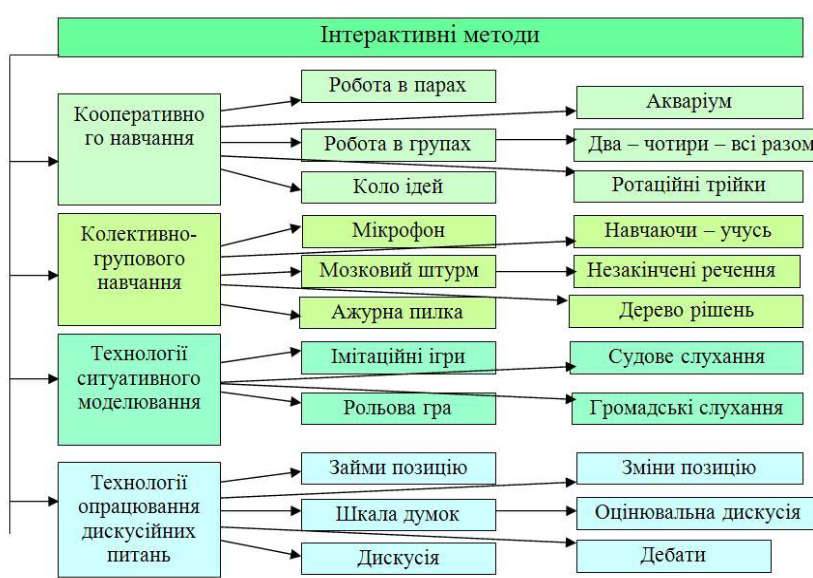 Інтерактивні методи
Кооперативно
го навчання
Робота в парах
Акваріум
Робота в групах
Два – чотири – всі разом
Коло ідей
Ротаційні трійки
Колективно-
групового
навчання
Мікрофон
Навчаючи – учусь
Мозковий штурм
Незакінчені речення
Ажурна пилка
Дерево рішень
Технології
ситуативного
моделювання
Імітаційні ігри
Судове слухання
Рольова гра
Громадські слухання
Технології
опрацювання
дискусійних
питань
Займи позицію
Зміни позицію
Шкала думок
Оцінювальна дискусія
Дискусія
Дебати